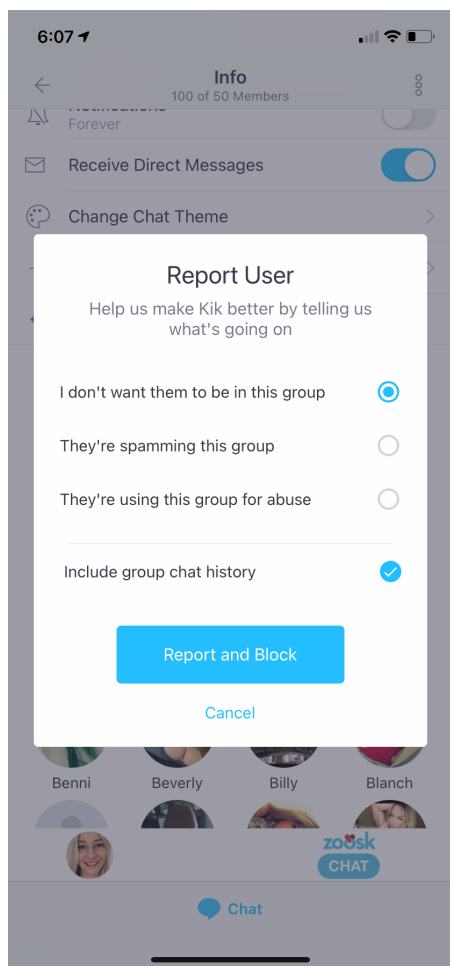 6:07
Info
100 of 50 Members
Notifications
Forever
Receive Direct Messages
Change Chat Theme
Report User
Help us make Kik better by telling us
what's going on
I don't want them to be in this group
They're spamming this group
They're using this group for abuse
Include group chat history
Report and Block
Cancel
Benni
Beverly
Billy
Blanch
zoosk
CHAT
Chat